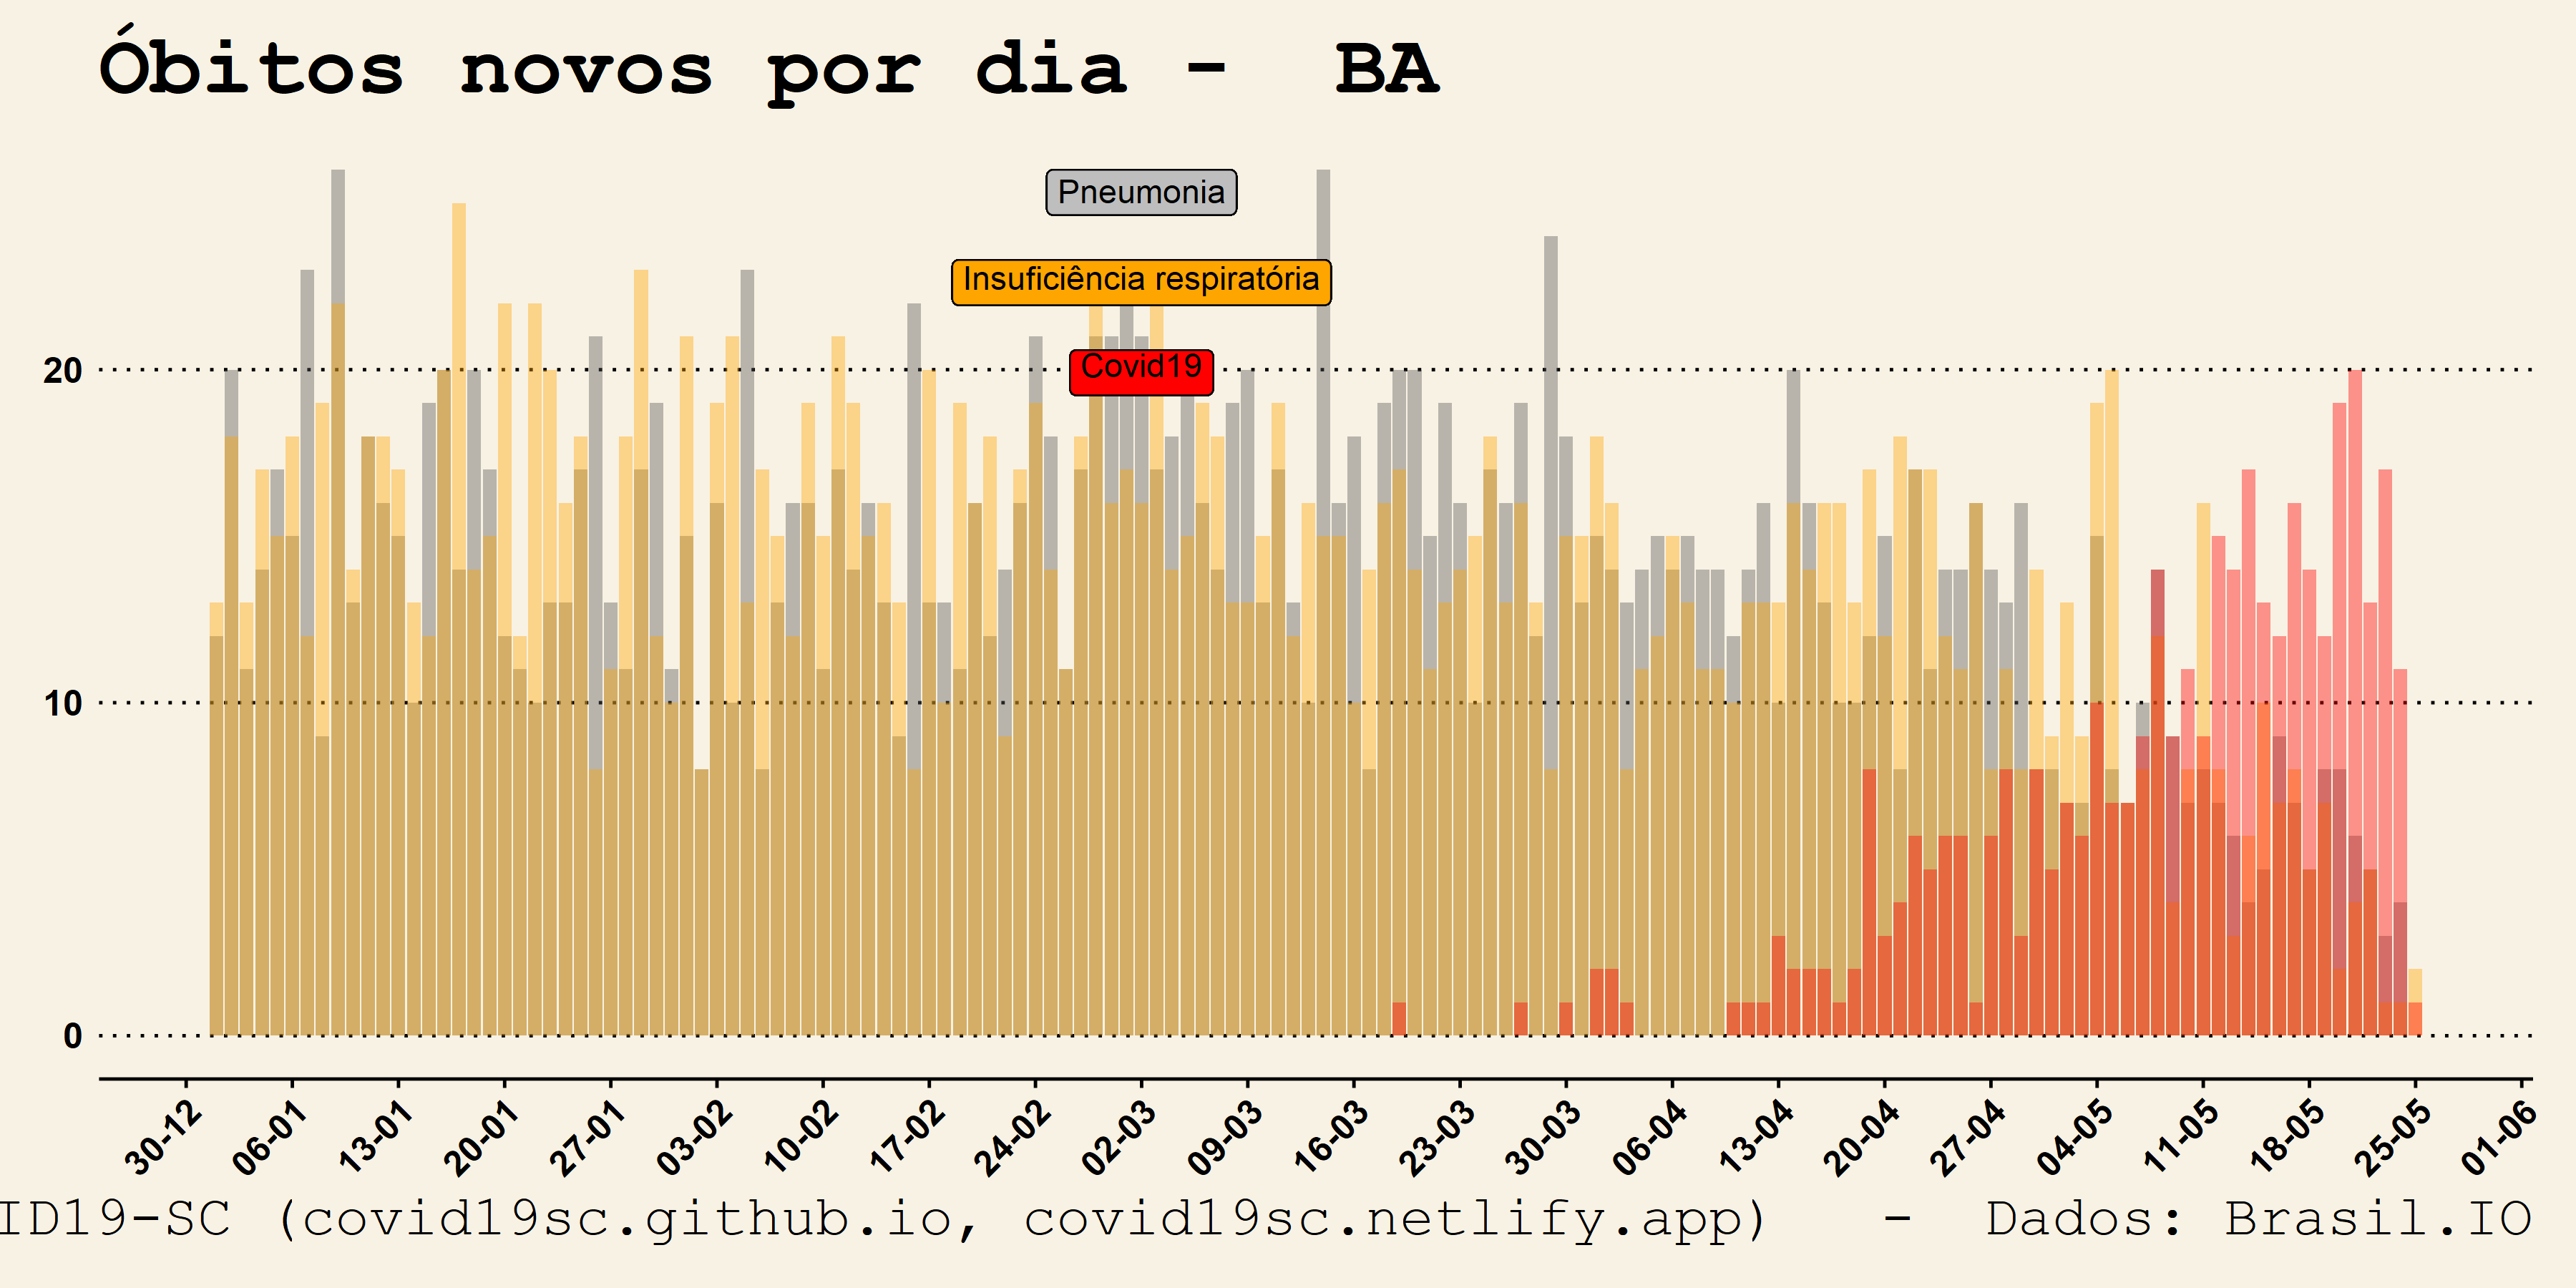 Óbitos novos por dia - BA
Pneumonia
Insuficiência respiratória
Covid19
20
10
0
30-12 06-01 13-01 20-01 27-01 03-02 10-02 17-02 24-02 02-03 09-03 16-03 23-03 30-03 06-04 13-04 20-04 27-04 04-05 11-05 18-05 25-05 01-06
ID19-SC (covid19sc.github.io, covid19sc.netlify.app) - Dados: Brasil.IO